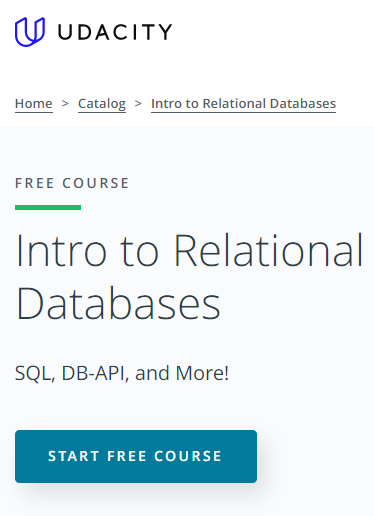 UDACITY
Home > Catalog > Intro to Relational Databases
FREE COURSE
Intro to Relational
Databases
SQL, DB-API, and More!
START FREE COURSE